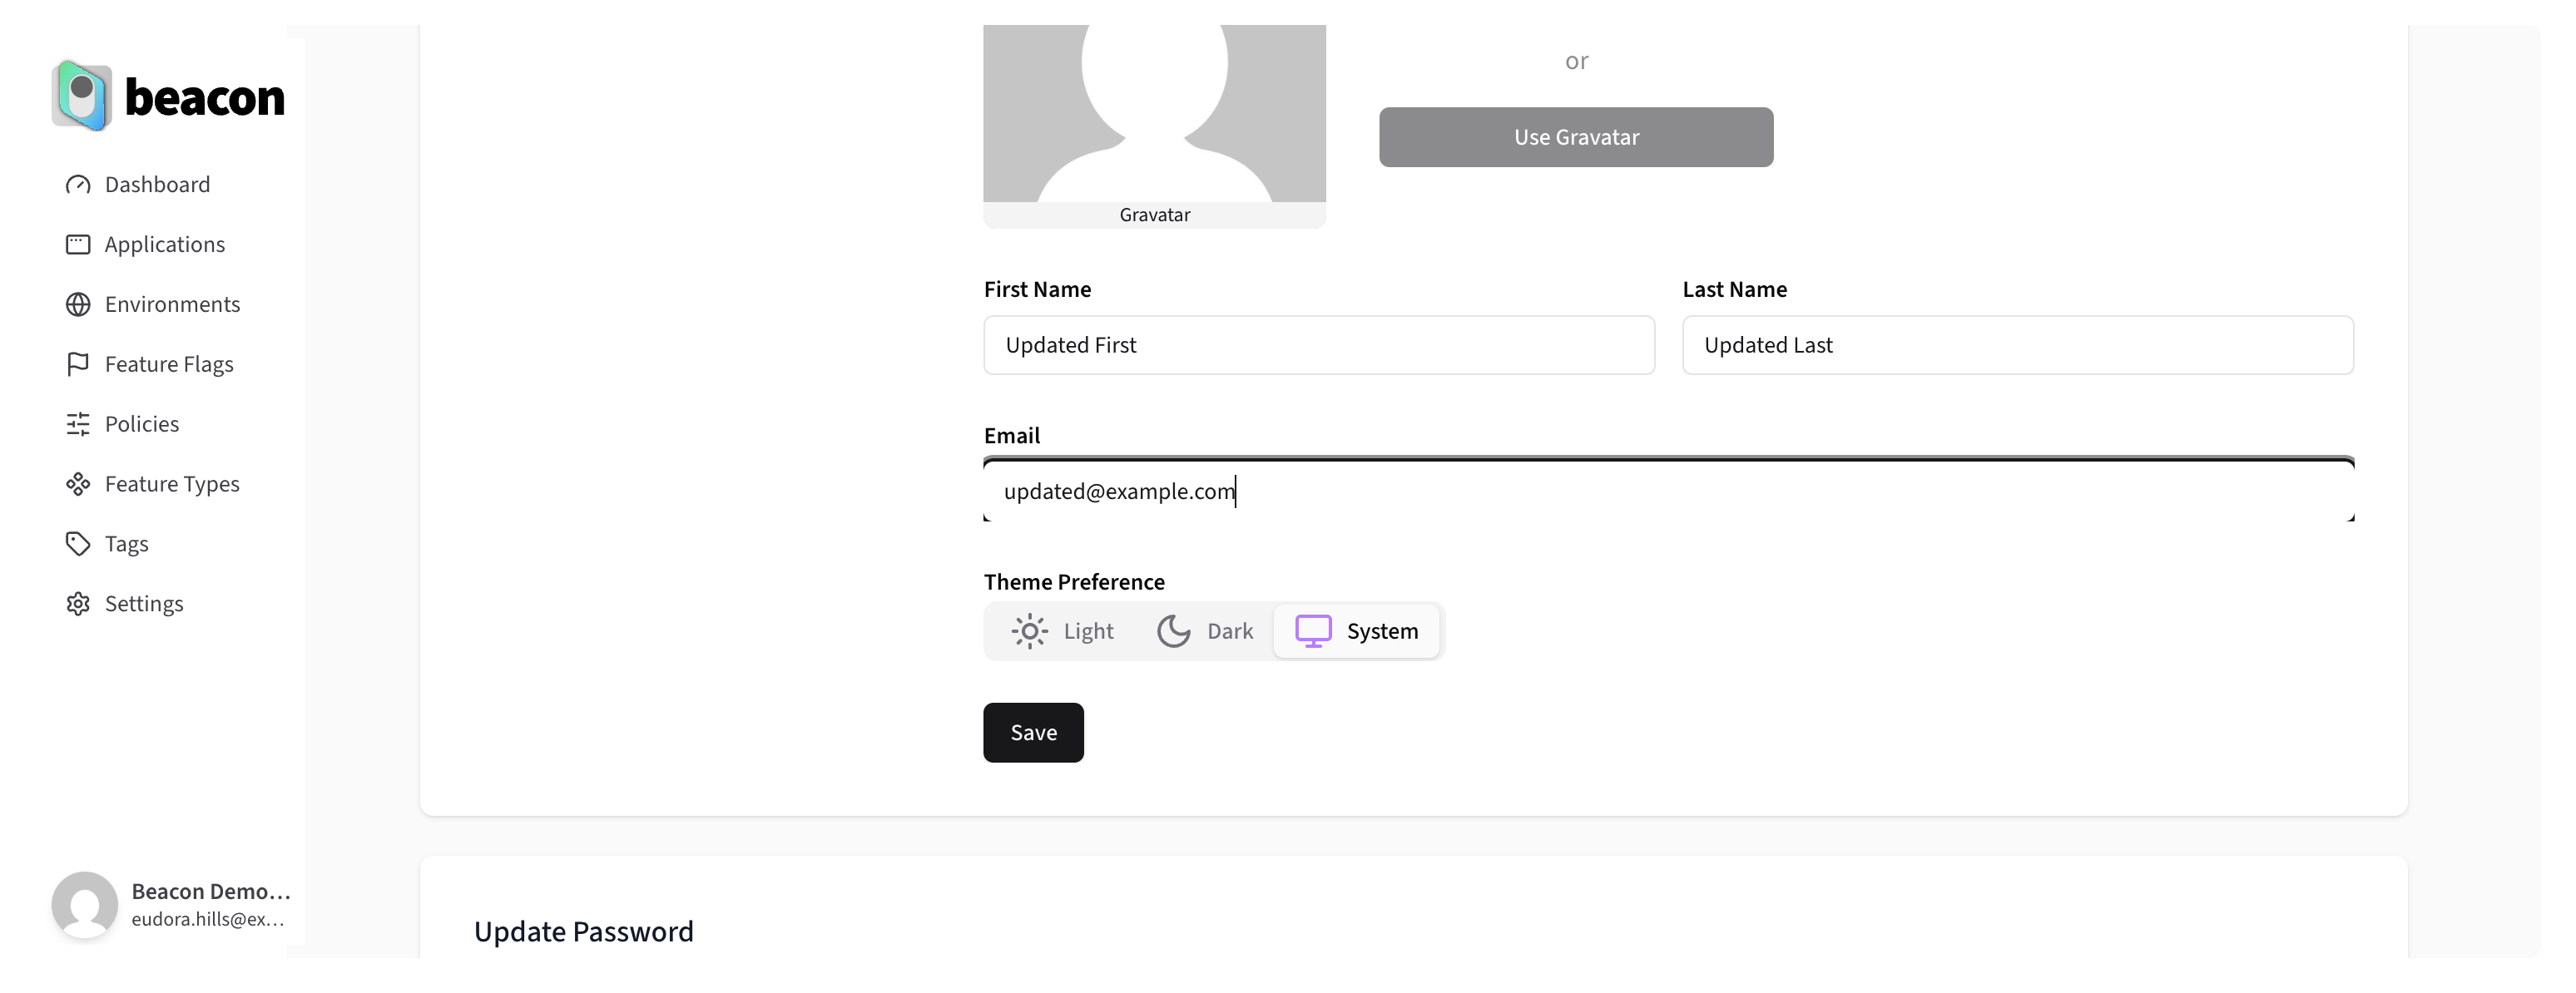 beacon
Dashboard
Applications
Environments
Feature Flags
Policies
Feature Types
Tags
Settings
Beacon Demo...
eudora.hills@ex...
or
Use Gravatar
Gravatar
First Name
Last Name
Updated First
Updated Last
Email
updated@example.com
Theme Preference
Light Dark System
Save
Update Password